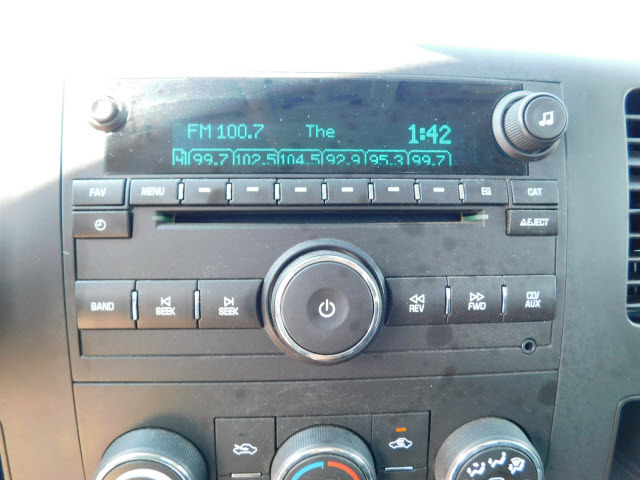 FM 100.7 The 1:42
4 99.7 102.5 104.5 92.9 95.3 99.7
FAV MENU EQ CAT
EJECT
BAND SEEK SEEK REV FWD CD/AUX